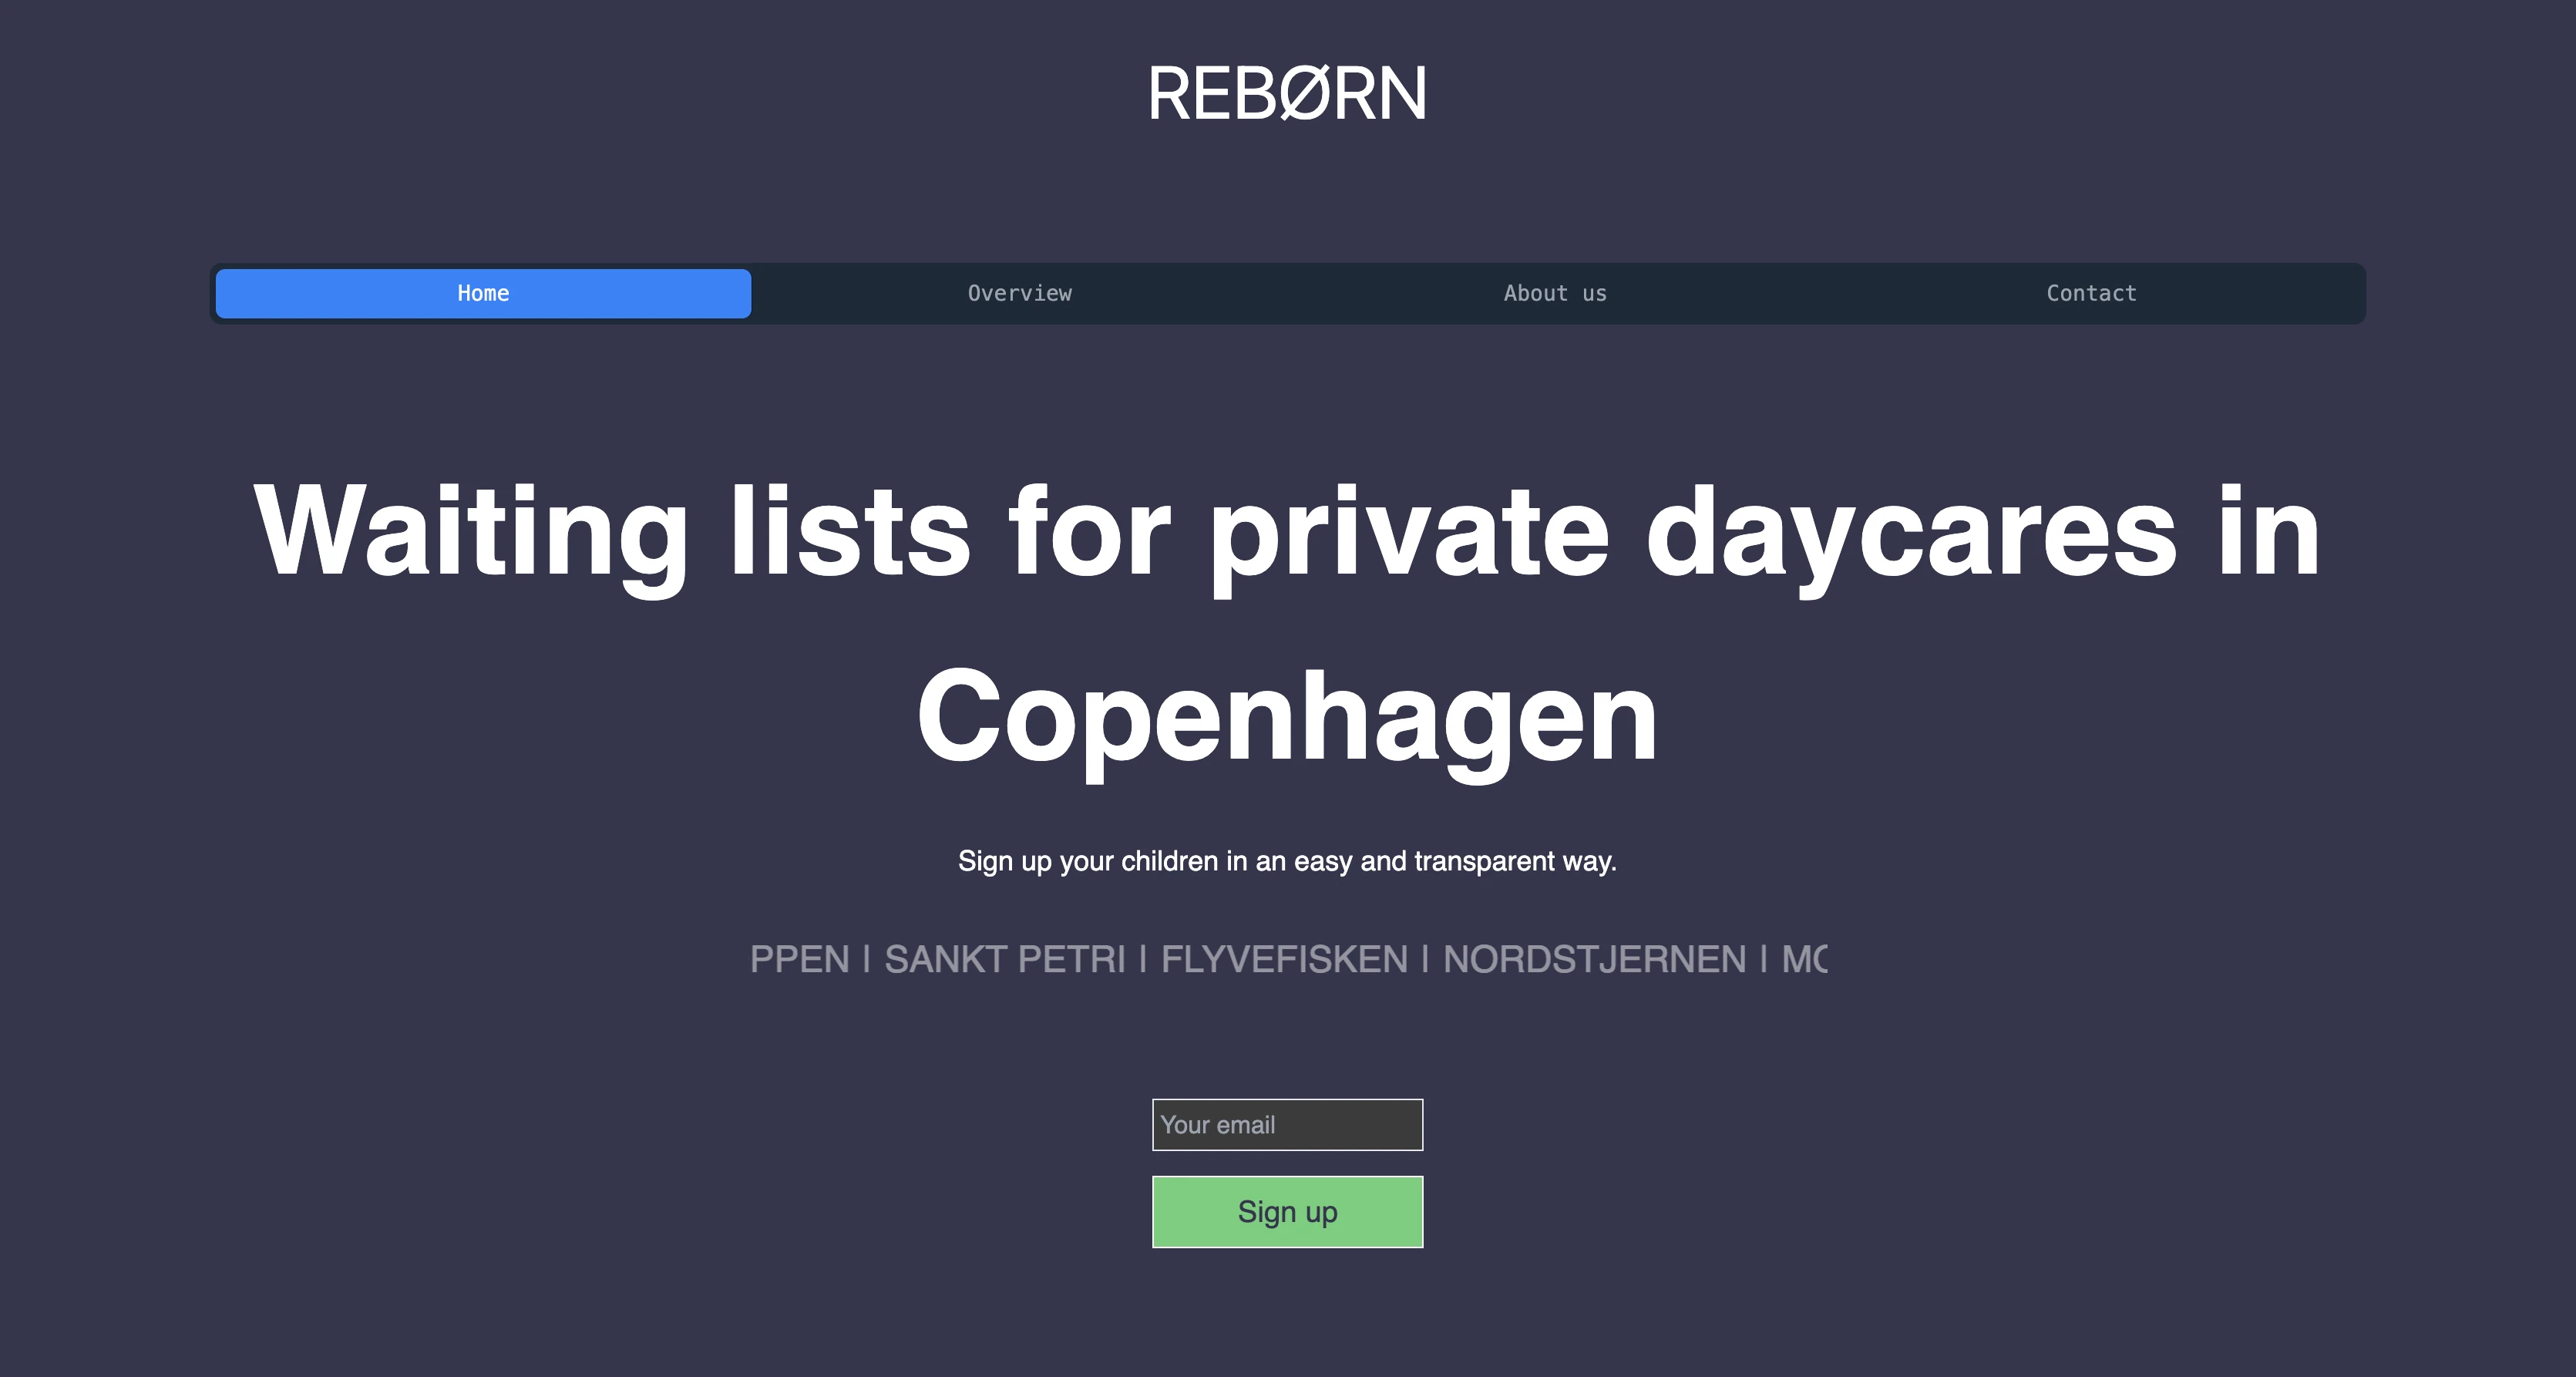 REBØRN
Home Overview About us Contact
Waiting lists for private daycares in
Copenhagen
Sign up your children in an easy and transparent way.
PPEN | SANKT PETRI | FLYVEFISKEN | NORDSTJERNEN |
Your email
Sign up